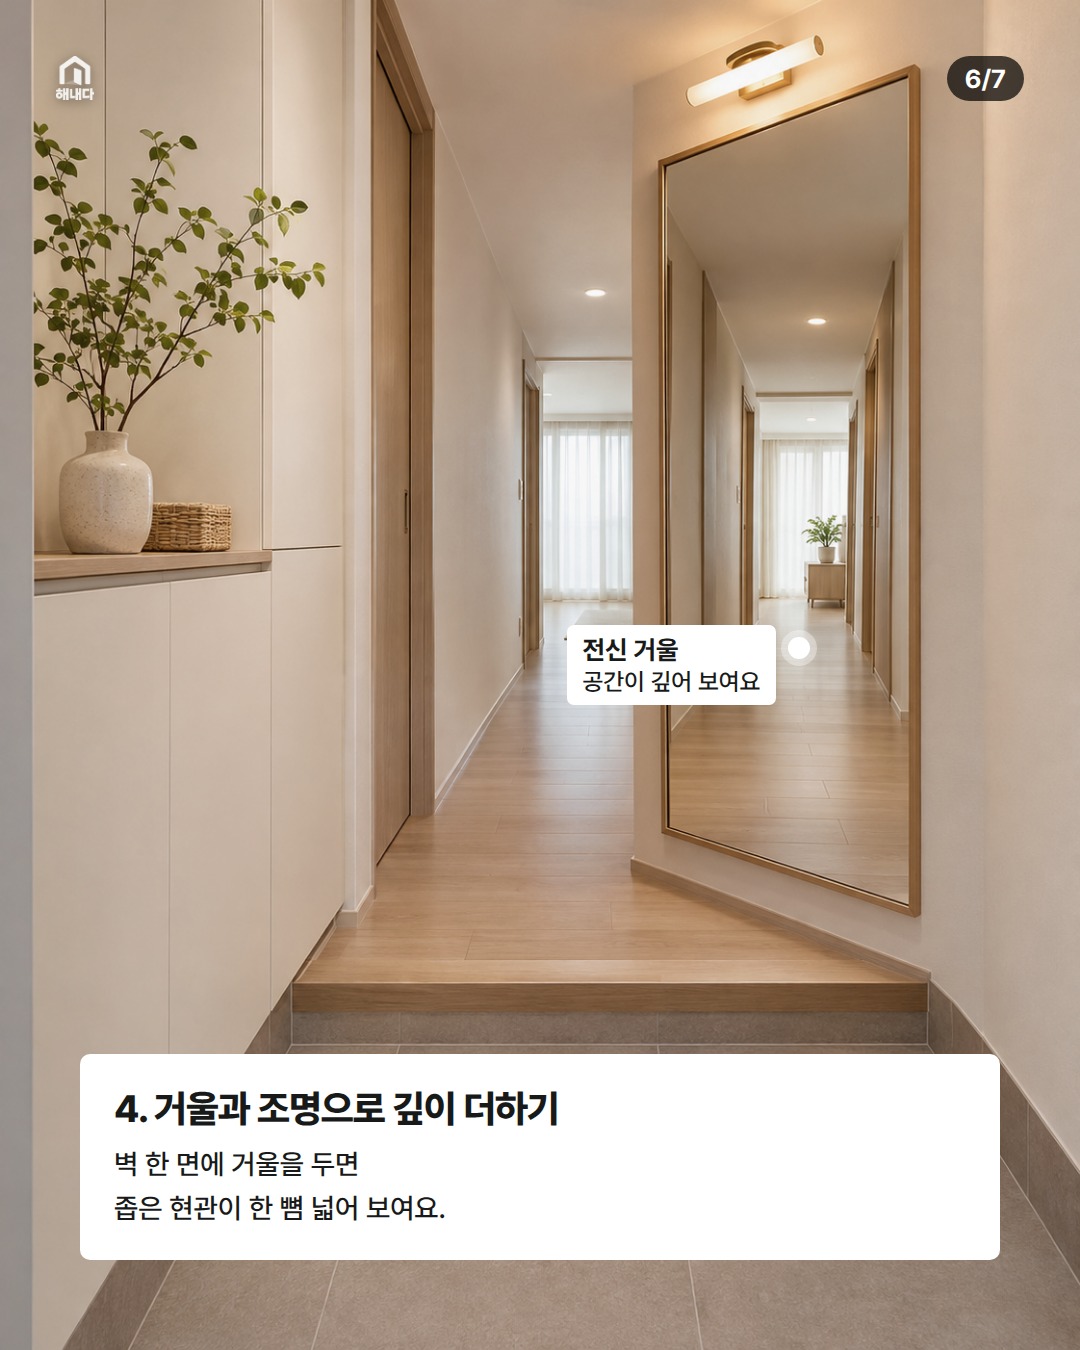 해내다
6/7
전신 거울
공간이 깊어 보여요
4. 거울과 조명으로 깊이 더하기
벽 한 면에 거울을 두면
좁은 현관이 한 뼘 넓어 보여요.